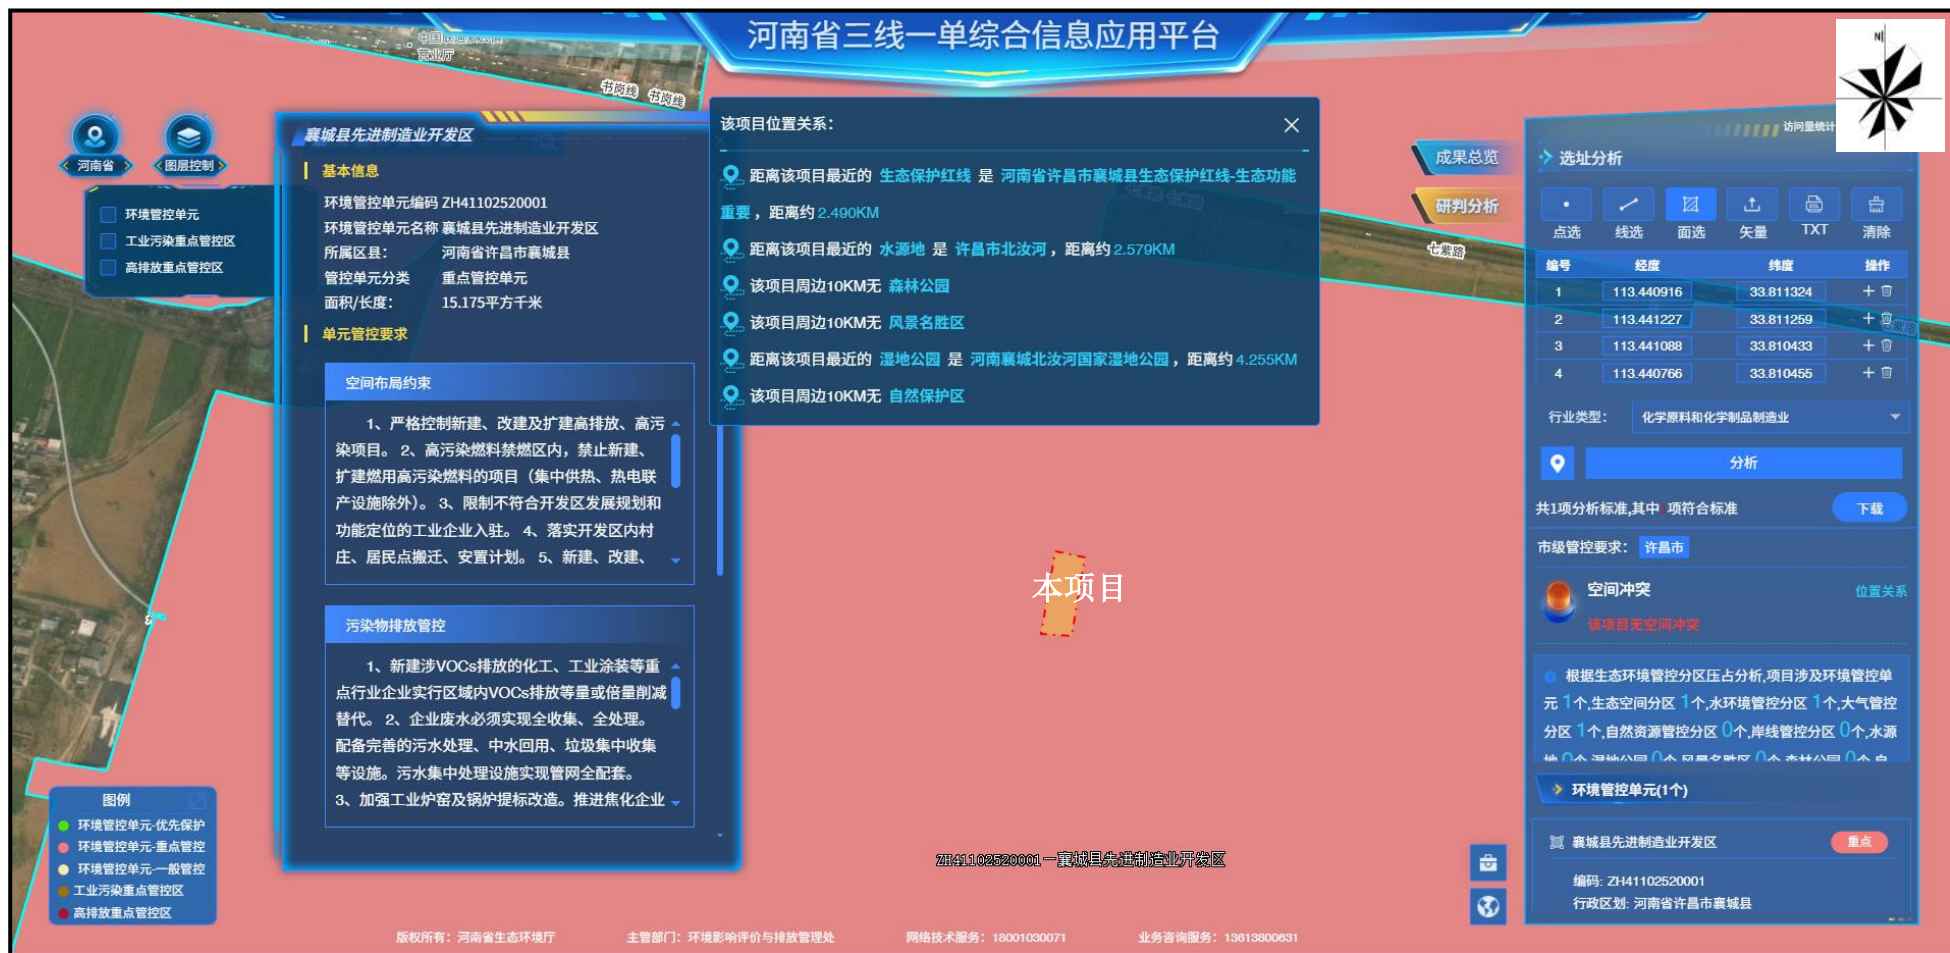 河南省三线一单综合信息应用平台
营业厅
书岗线 书岗线
N
河南省
图层控制
环境管控单元
工业污染重点管控区
高排放重点管控区
襄城县先进制造业开发区
基本信息
环境管控单元编码 ZH41102520001
环境管控单元名称 襄城县先进制造业开发区
所属区县： 河南省许昌市襄城县
管控单元分类 重点管控单元
面积/长度： 15.175平方千米
单元管控要求
空间布局约束
1、严格控制新建、改建及扩建高排放、高污
染项目。 2、高污染燃料禁燃区内，禁止新建、
扩建燃用高污染燃料的项目（集中供热、热电联
产设施除外）。 3、限制不符合开发区发展规划和
功能定位的工业企业入驻。 4、落实开发区内村
庄、居民点搬迁、安置计划。 5、新建、改建、
污染物排放管控
1、新建涉VOCs排放的化工、工业涂装等重
点行业企业实行区域内VOCs排放等量或倍量削减
替代。 2、企业废水必须实现全收集、全处理。
配备完善的污水处理、中水回用、垃圾集中收集
等设施。污水集中处理设施实现管网全配套。
3、加强工业炉窑及锅炉提标改造。推进焦化企业
该项目位置关系：
距离该项目最近的 生态保护红线 是 河南省许昌市襄城县生态保护红线-生态功能
重要 ，距离约 2.490KM
距离该项目最近的 水源地 是 许昌市北汝河 ，距离约 2.579KM
该项目周边10KM无 森林公园
该项目周边10KM无 风景名胜区
距离该项目最近的 湿地公园 是 河南襄城北汝河国家湿地公园 ，距离约 4.255KM
该项目周边10KM无 自然保护区
成果总览
研判分析
七紫路
本项目
ZH41102520001－襄城县先进制造业开发区
访问量统计
选址分析
点选 线选 面选 矢量 TXT 清除
编号 经度 纬度 操作
1 113.440916 33.811324
2 113.441227 33.811259
3 113.441088 33.810433
4 113.440766 33.810455
行业类型： 化学原料和化学制品制造业
分析
共1项分析标准,其中 项符合标准 下载
市级管控要求： 许昌市
空间冲突 位置关系
该项目无空间冲突
根据生态环境管控分区压占分析,项目涉及环境管控单
元 1个,生态空间分区 1个,水环境管控分区 1个,大气管控
分区 1个,自然资源管控分区 0个,岸线管控分区 0个,水源
地 0个,湿地公园 0个,风景名胜区 0个,森林公园 0个,自
环境管控单元(1个)
襄城县先进制造业开发区 重点
编码: ZH41102520001
行政区划: 河南省许昌市襄城县
图例
环境管控单元-优先保护
环境管控单元-重点管控
环境管控单元-一般管控
工业污染重点管控区
高排放重点管控区
版权所有：河南省生态环境厅 主管部门：环境影响评价与排放管理处 网络技术服务：18001030071 业务咨询服务：13613800631